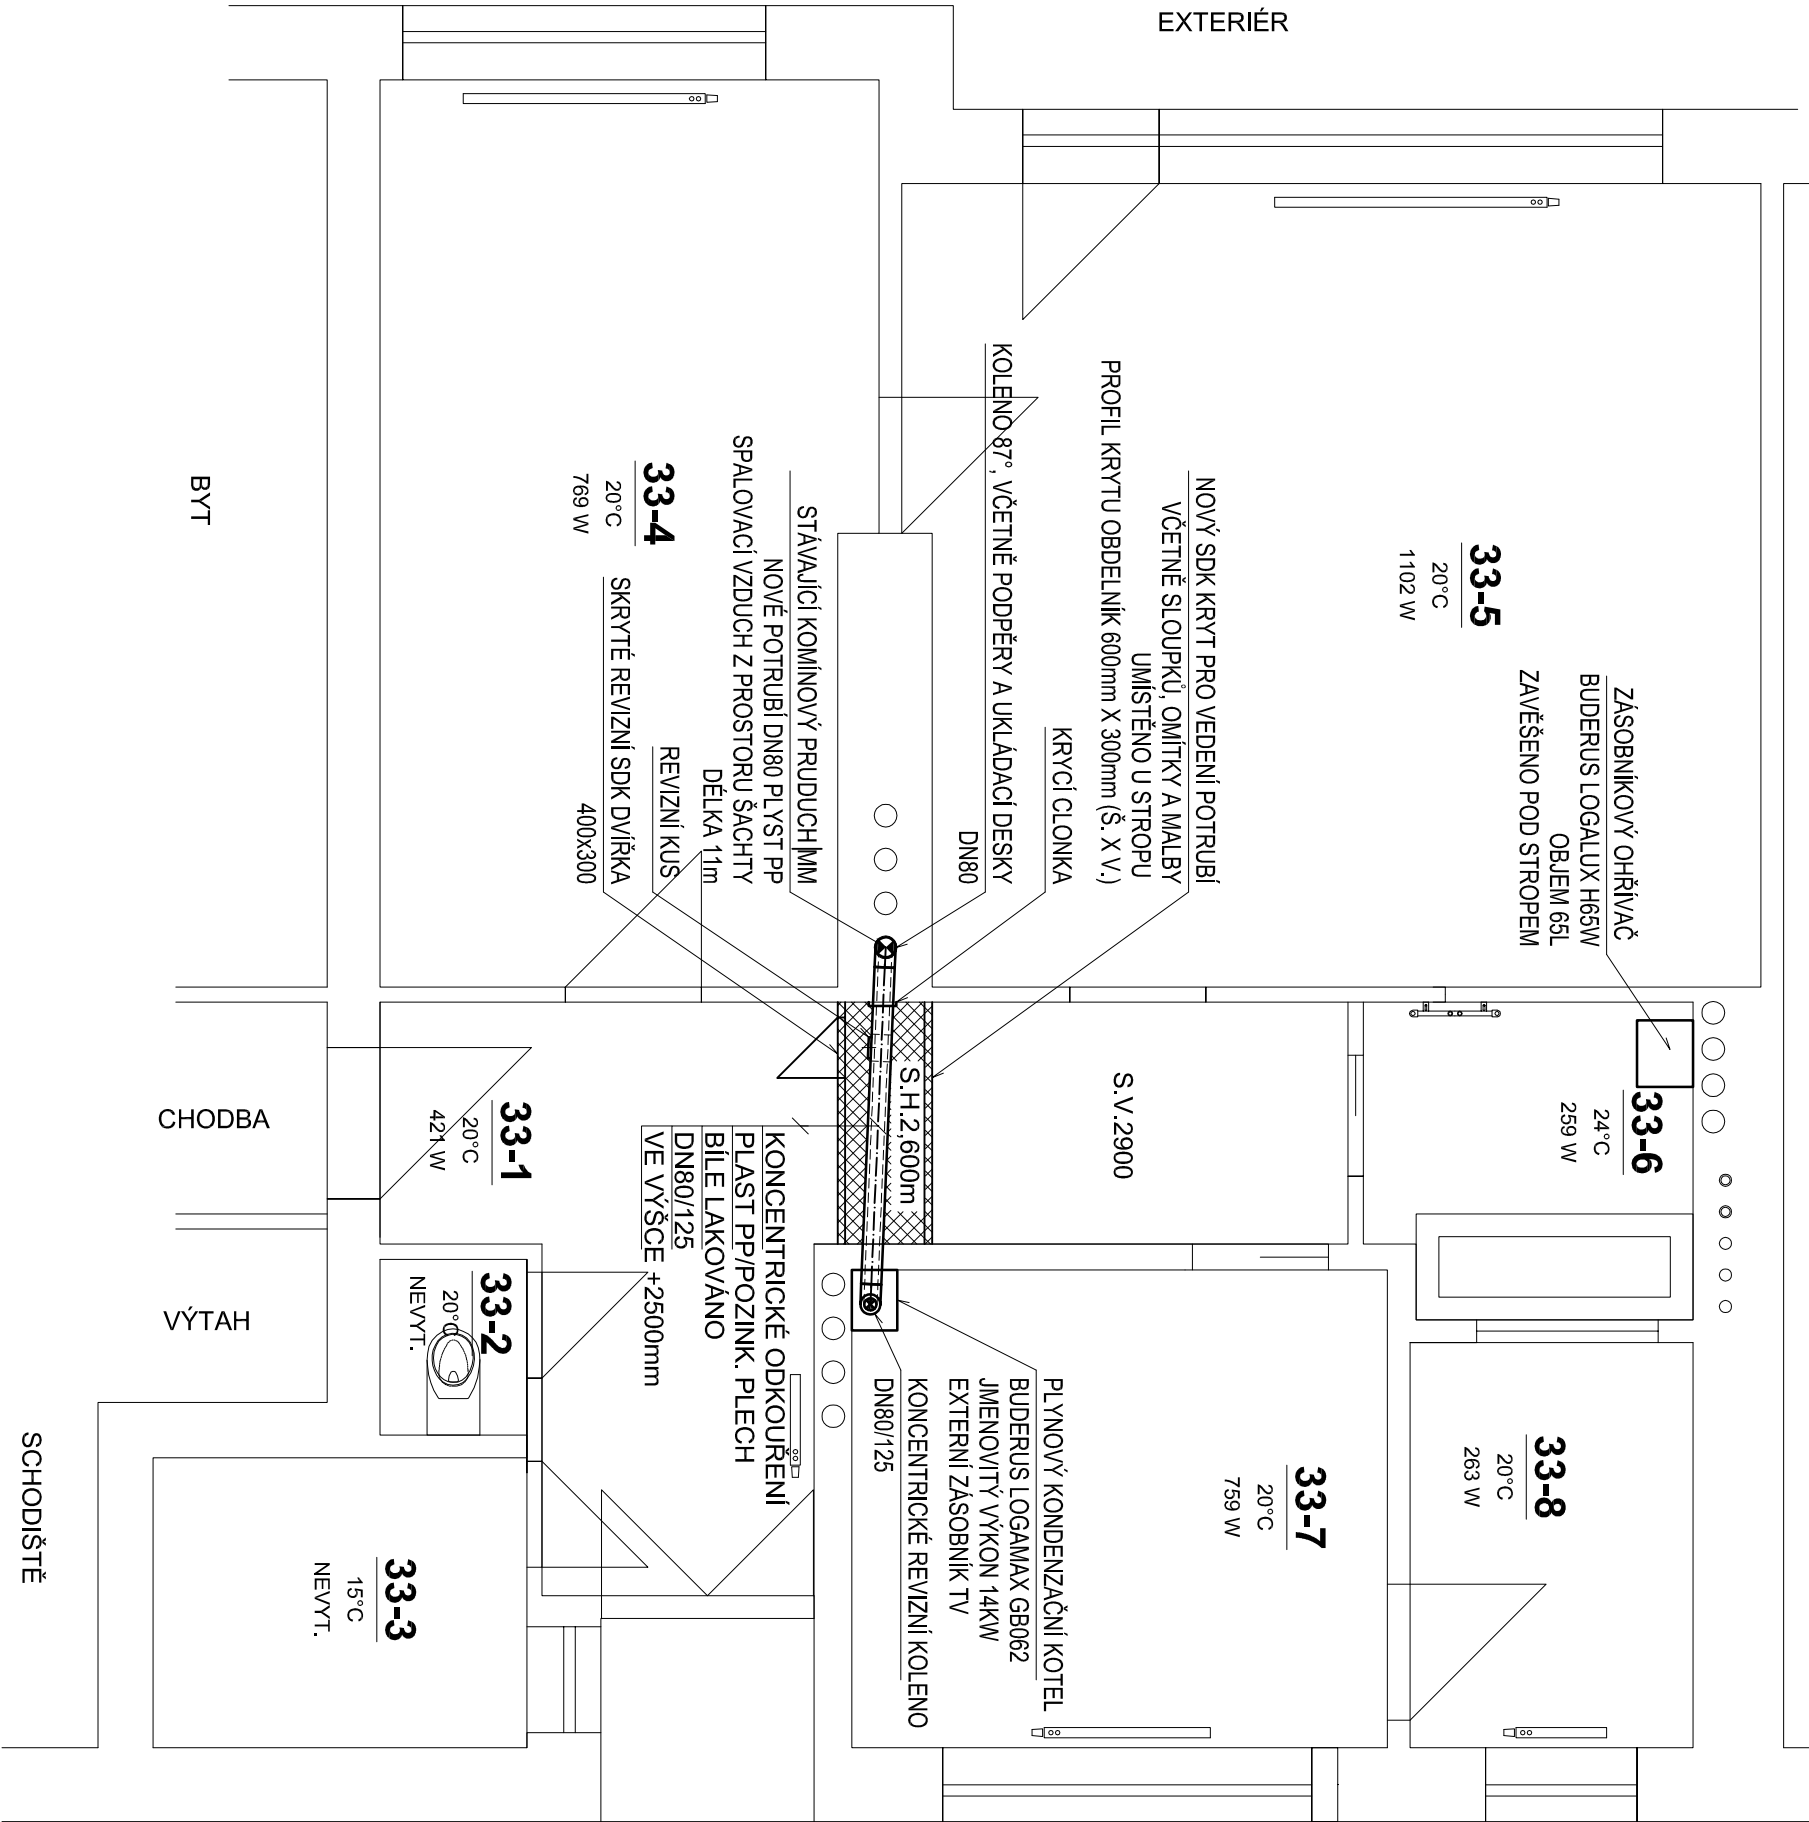 EXTERIÉR
BYT
CHODBA
VÝTAH
SCHODIŠTĚ
33-5
20°C
1102 W
33-4
20°C
769 W
ZÁSOBNÍKOVÝ OHŘÍVAČ
BUDERUS LOGALUX H65W
OBJEM 65L
ZAVĚŠENO POD STROPEM
NOVÝ SDK KRYT PRO VEDENÍ POTRUBÍ
VČETNĚ SLOUPKŮ, OMÍTKY A MALBY
UMÍSTĚNO U STROPU
PROFIL KRYTU OBDELNÍK 600mm X 300mm (Š. X V.)
KRYCÍ CLONKA
KOLENO 87°, VČETNĚ PODPĚRY A UKLÁDACÍ DESKY
DN80
STÁVAJÍCÍ KOMÍNOVÝ PRUDUCH MM
NOVÉ POTRUBÍ DN80 PLYST PP
SPALOVACÍ VZDUCH Z PROSTORU ŠACHTY
DÉLKA 11m
REVIZNÍ KUS
SKRYTÉ REVIZNÍ SDK DVÍŘKA
400x300
33-6
24°C
259 W
S.V.2900
S.H.2,600m
33-1
20°C
421 W
KONCENTRICKÉ ODKOUŘENÍ
PLAST PP/POZINK. PLECH
BÍLE LAKOVÁNO
DN80/125
VE VÝŠCE +2500mm
33-2
20°C
NEVYT.
33-8
20°C
263 W
33-7
20°C
759 W
PLYNOVÝ KONDENZAČNÍ KOTEL
BUDERUS LOGAMAX GB062
JMENOVITÝ VÝKON 14KW
EXTERNÍ ZÁSOBNÍK TV
KONCENTRICKÉ REVIZNÍ KOLENO
DN80/125
33-3
15°C
NEVYT.